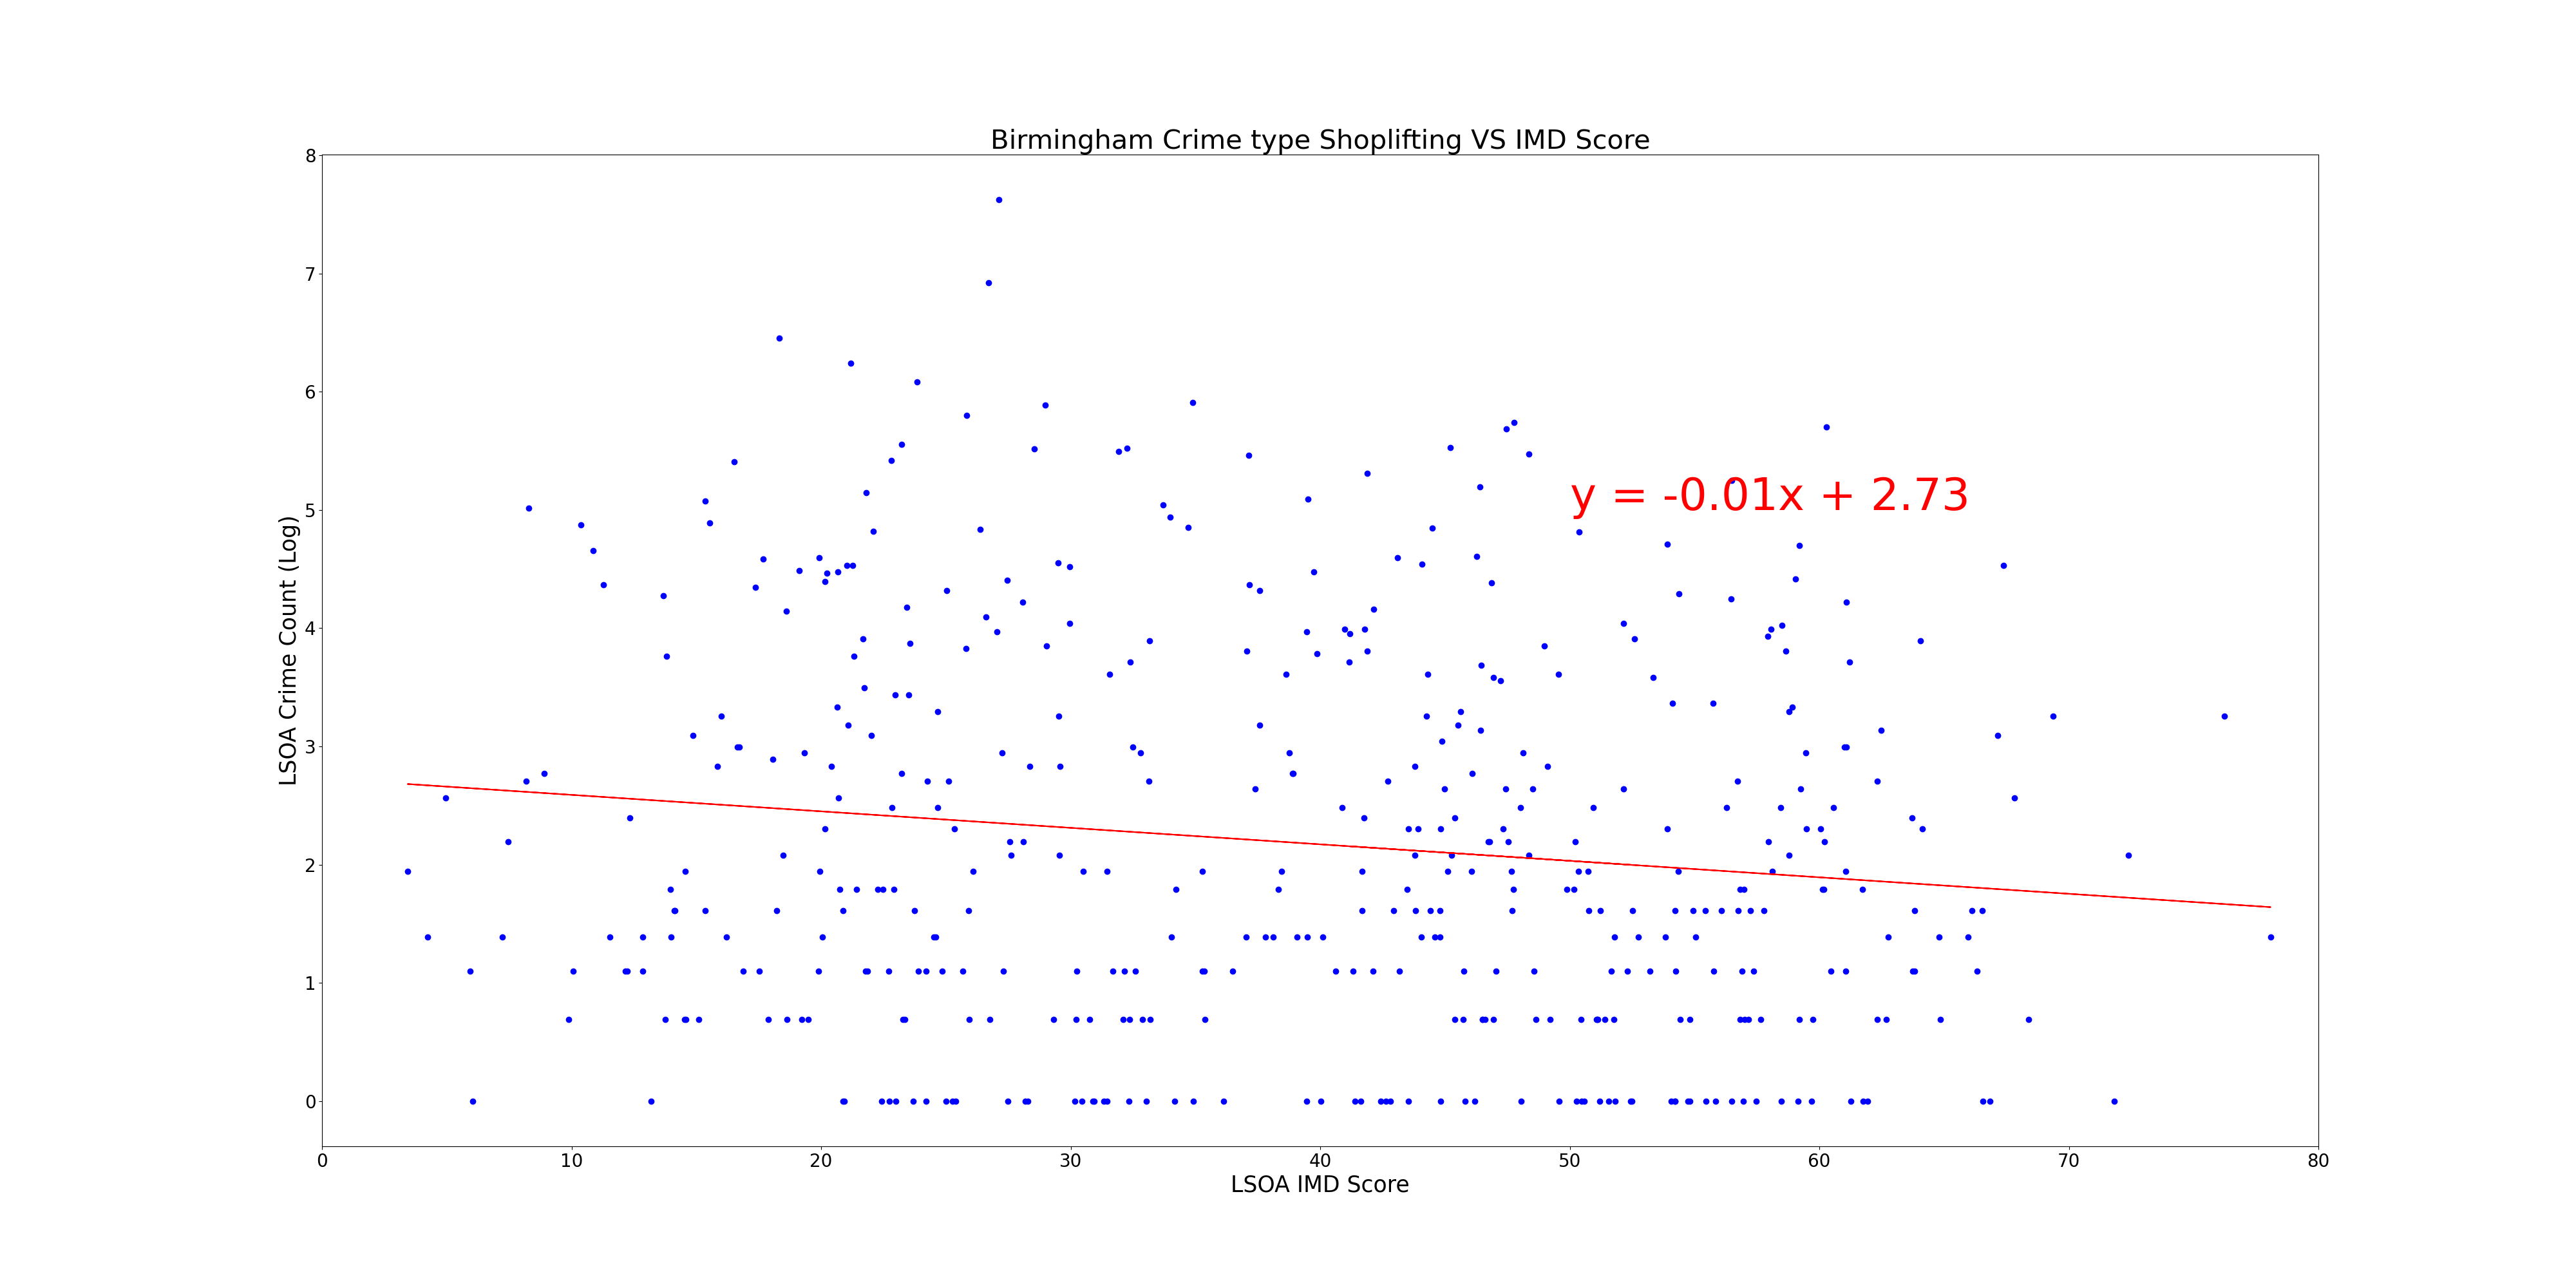 Birmingham Crime type Shoplifting VS IMD Score
8
7
6
5
4
3
2
1
0
LSOA Crime Count (Log)
y = -0.01x + 2.73
0 10 20 30 40 50 60 70 80
LSOA IMD Score